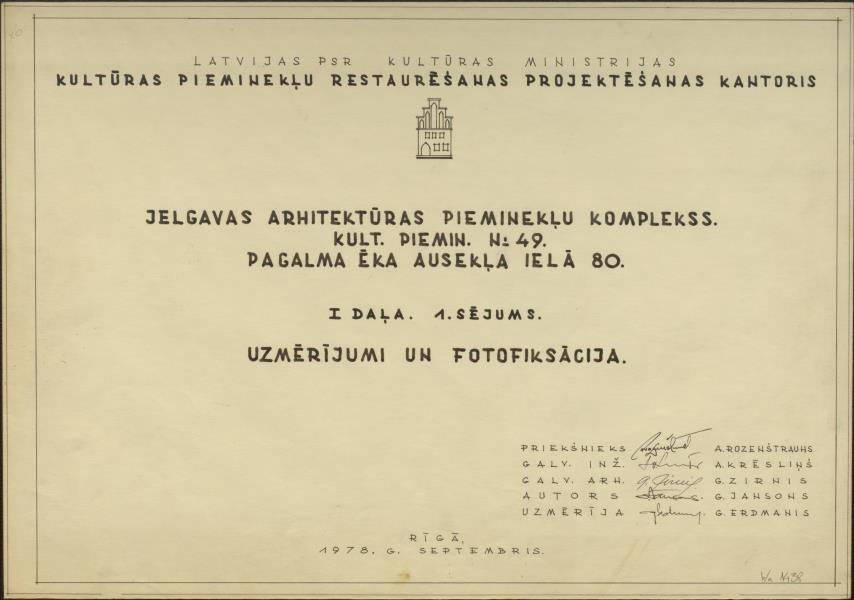 LATVIJAS PSR KULTŪRAS MINISTRIJAS
KULTŪRAS PIEMINEKĻU RESTAURĒŠANAS PROJEKTĒŠANAS KANTORIS
JELGAVAS ARHITEKTŪRAS PIEMINEKĻU KOMPLEKSS.
KULT. PIEMIN. № 49.
PAGALMA ĒKA AUSEKĻA IELĀ 80.
I DAĻA. 1. SĒJUMS.
UZMĒRĪJUMI UN FOTOFIKSĀCIJA.
PRIEKŠNIEKS A. ROZENŠTRAUHS
GALV. INŽ. A. KRĒSLIŅŠ
GALV. ARH. G. ZIRNIS
AUTORS G. JANSONS
UZMĒRĪJA G. ERDMANIS
RĪGĀ,
1978. G. SEPTEMBRIS.